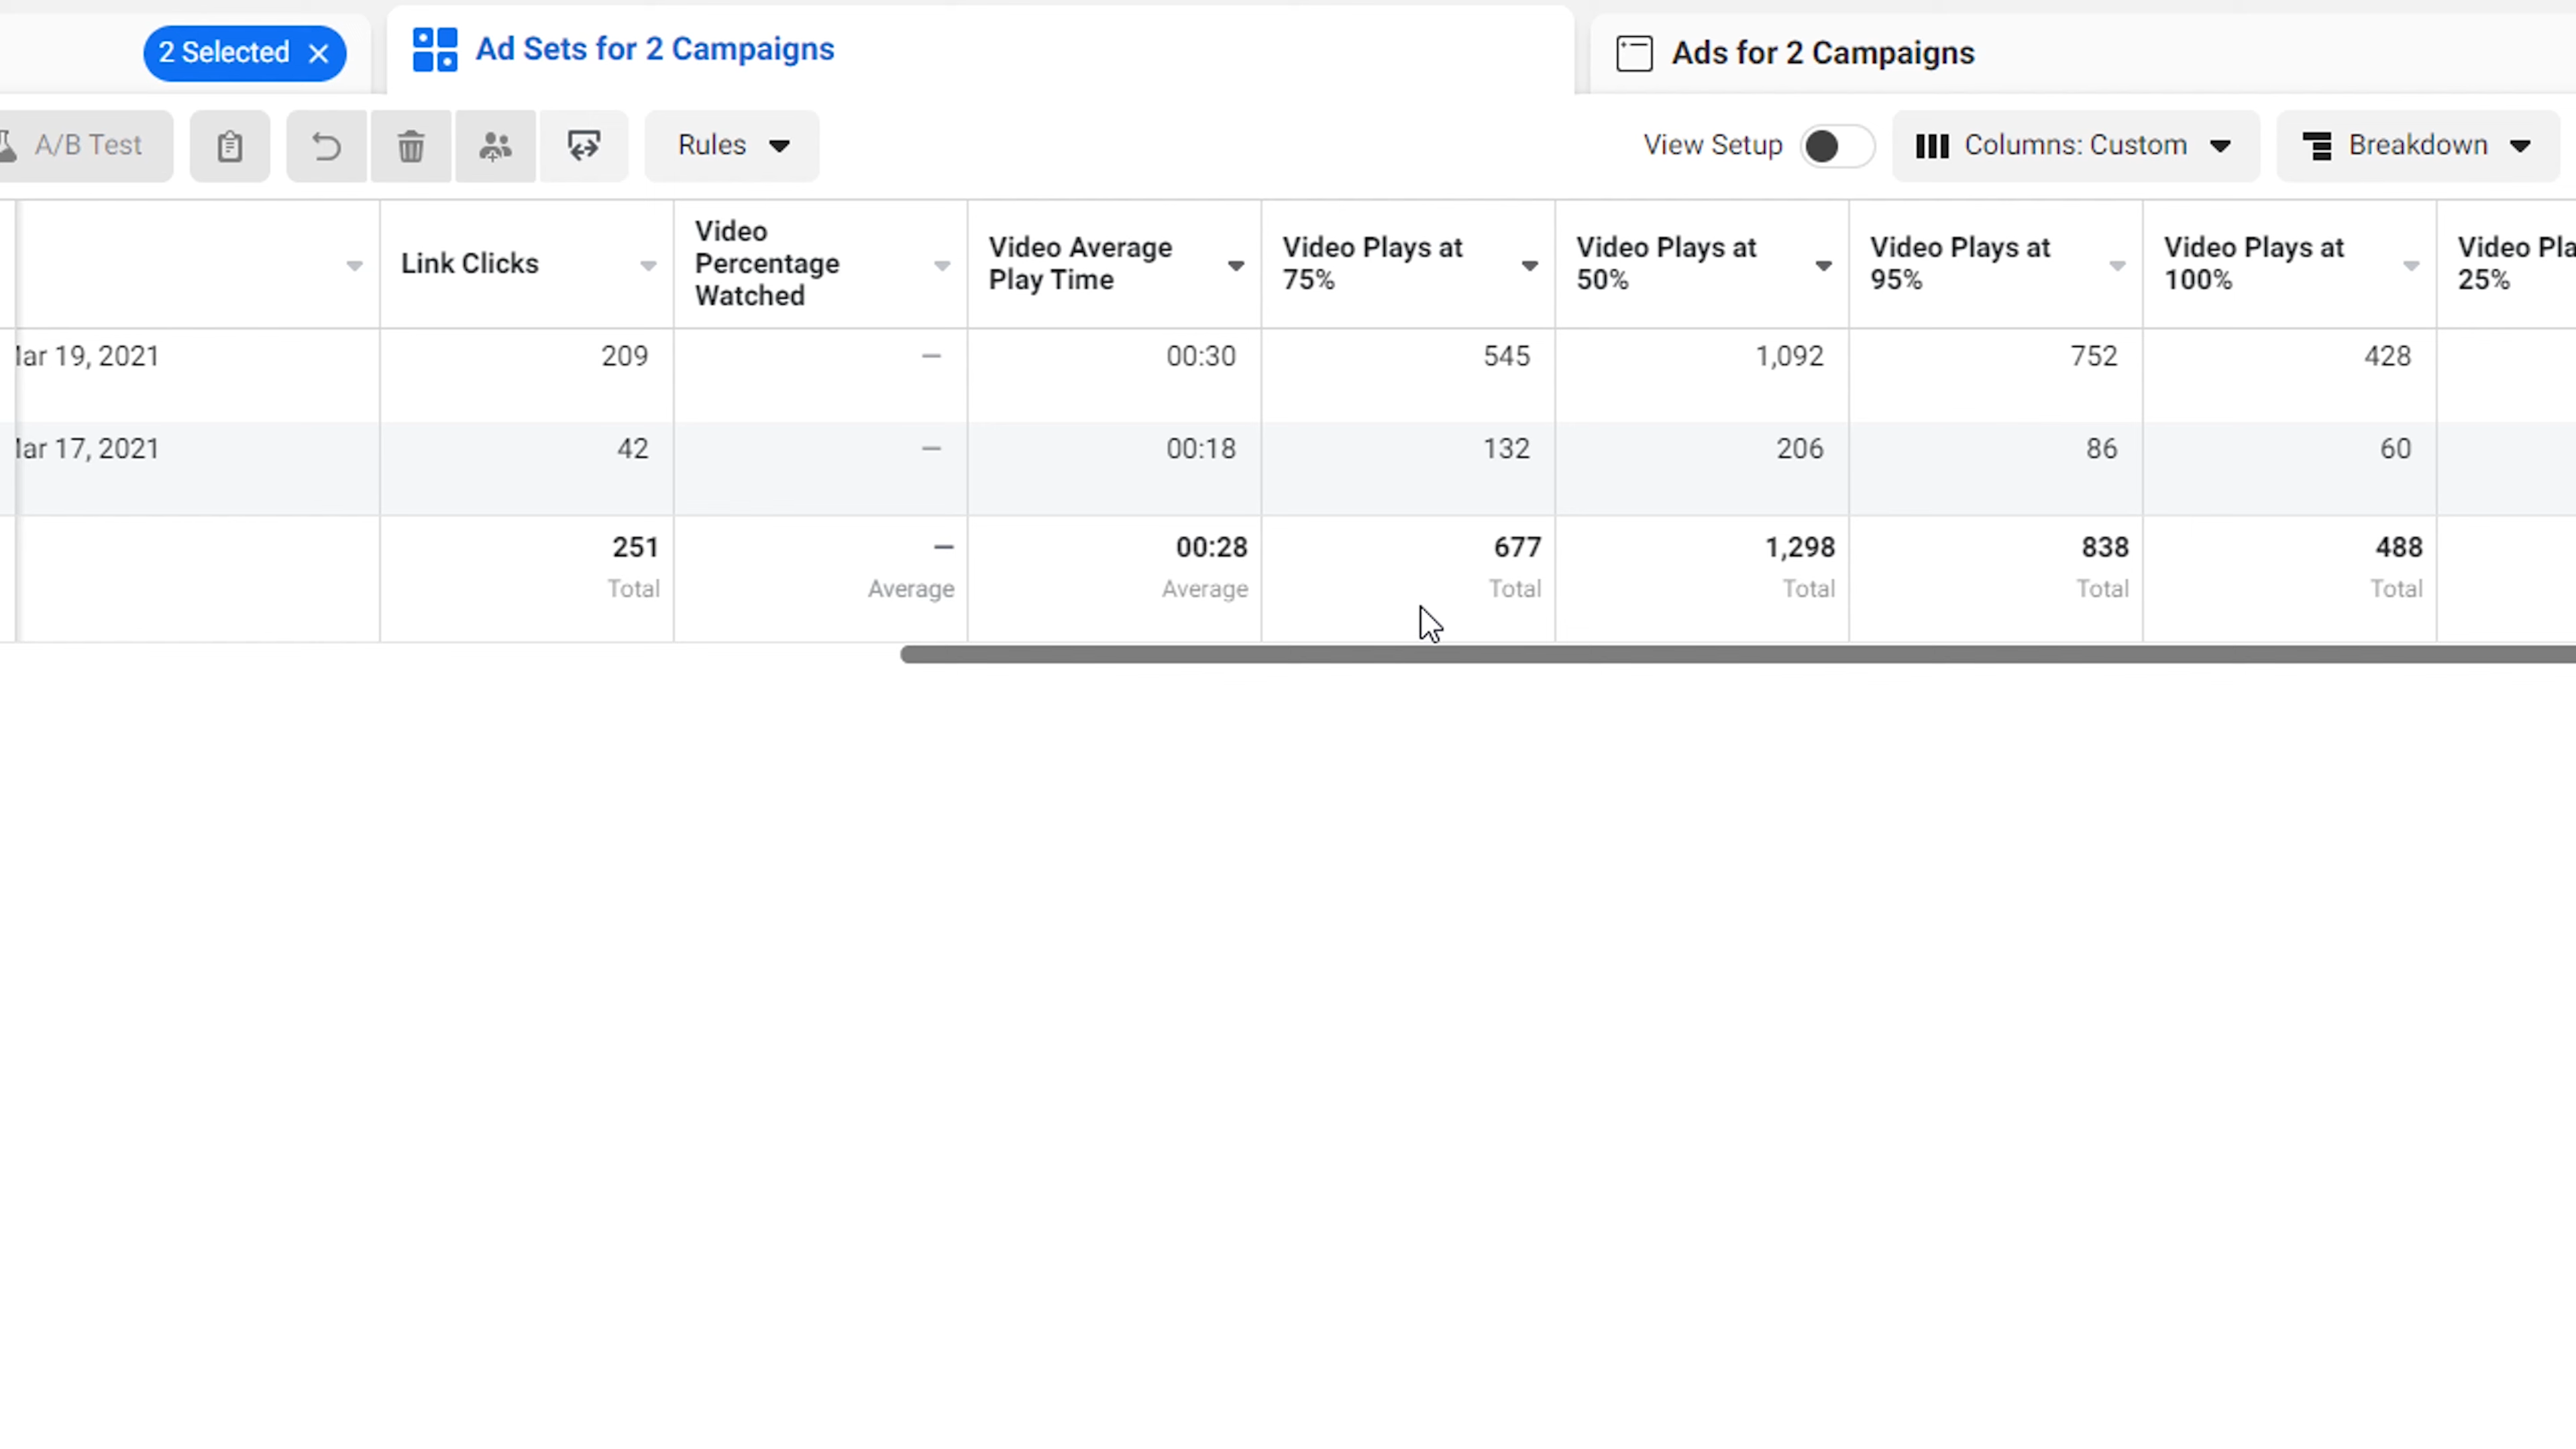 2 Selected
Ad Sets for 2 Campaigns
Ads for 2 Campaigns
A/B Test
Rules
View Setup
Columns: Custom
Breakdown
Link Clicks
Video
Percentage
Watched
Video Average
Play Time
Video Plays at
75%
Video Plays at
50%
Video Plays at
95%
Video Plays at
100%
Video Pla
25%
19, 2021
209
—
00:30
545
1,092
752
428
17, 2021
42
—
00:18
132
206
86
60
251
Total
—
Average
00:28
Average
677
Total
1,298
Total
838
Total
488
Total